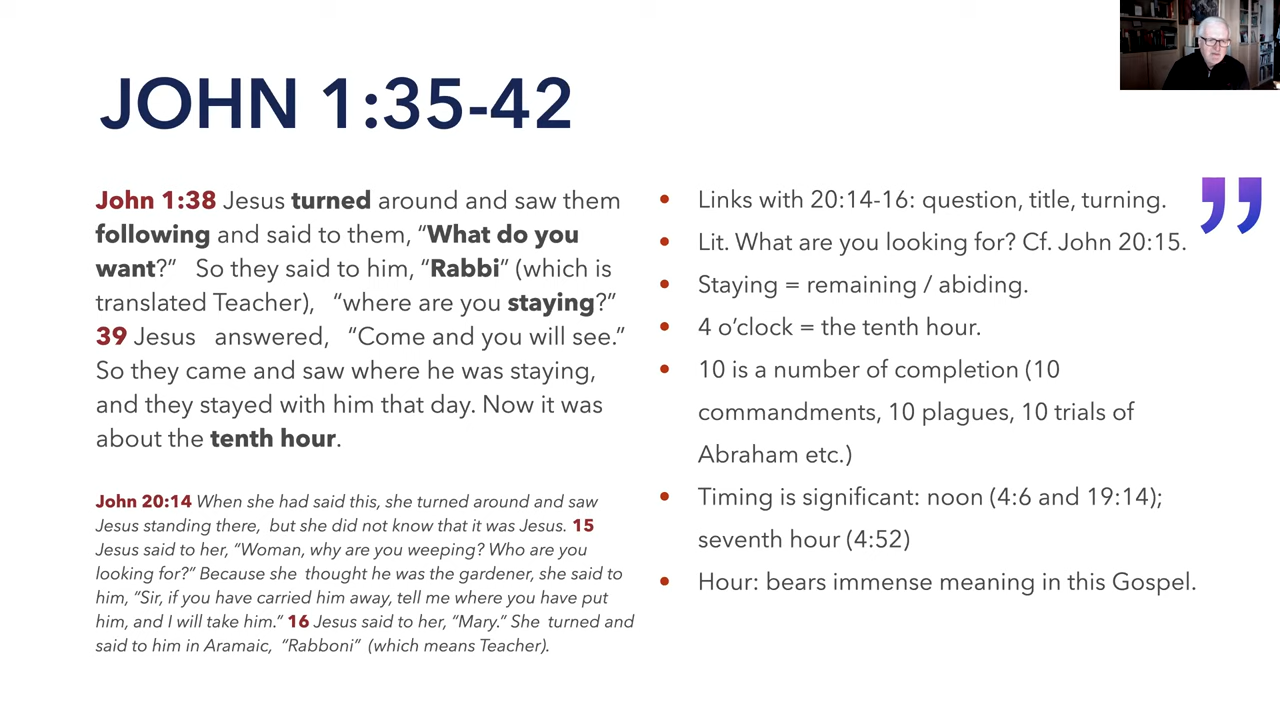 JOHN 1:35-42
John 1:38 Jesus turned around and saw them
following and said to them, “What do you
want?” So they said to him, “Rabbi” (which is
translated Teacher), “where are you staying?”
39 Jesus answered, “Come and you will see.”
So they came and saw where he was staying,
and they stayed with him that day. Now it was
about the tenth hour.
John 20:14 When she had said this, she turned around and saw
Jesus standing there, but she did not know that it was Jesus. 15
Jesus said to her, “Woman, why are you weeping? Who are you
looking for?” Because she thought he was the gardener, she said to
him, “Sir, if you have carried him away, tell me where you have put
him, and I will take him.” 16 Jesus said to her, “Mary.” She turned and
said to him in Aramaic, “Rabboni” (which means Teacher).
• Links with 20:14-16: question, title, turning.
• Lit. What are you looking for? Cf. John 20:15.
• Staying = remaining / abiding.
• 4 o’clock = the tenth hour.
• 10 is a number of completion (10
commandments, 10 plagues, 10 trials of
Abraham etc.)
• Timing is significant: noon (4:6 and 19:14);
seventh hour (4:52)
• Hour: bears immense meaning in this Gospel.
”